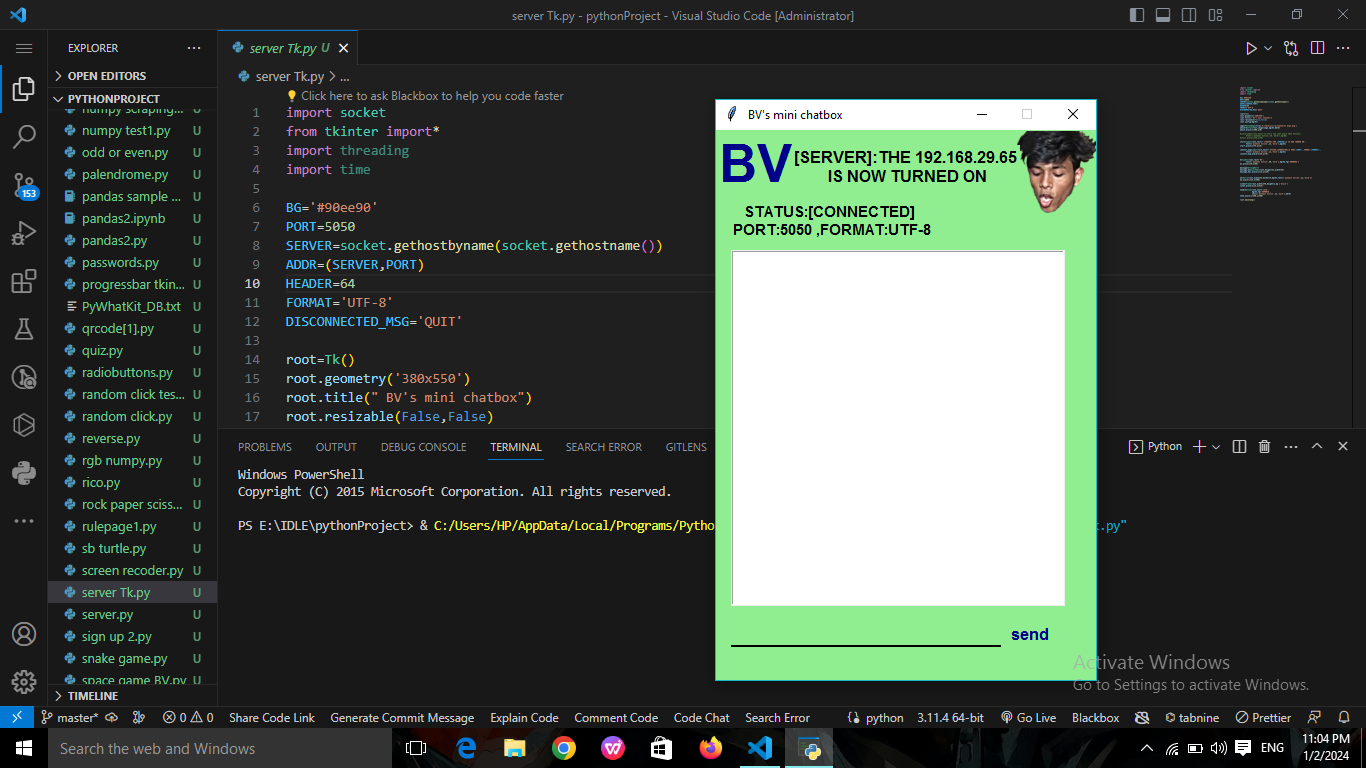 server Tk.py - pythonProject - Visual Studio Code [Administrator]
EXPLORER
OPEN EDITORS
PYTHONPROJECT
numpy scraping... U
numpy test1.py U
odd or even.py U
palendrome.py U
pandas sample ... U
pandas2.ipynb U
pandas2.py U
passwords.py U
progressbar tkin... U
PyWhatKit_DB.txt U
qrcode[1].py U
quiz.py U
radiobuttons.py U
random click tes... U
random click.py U
reverse.py U
rgb numpy.py U
rico.py U
rock paper sciss... U
rulepage1.py U
sb turtle.py U
screen recoder.py U
server Tk.py U
server.py U
sign up 2.py U
snake game.py U
space game BV.py U
TIMELINE
153
server Tk.py U
server Tk.py > ...
Click here to ask Blackbox to help you code faster
1 import socket
2 from tkinter import*
3 import threading
4 import time
5
6 BG='#90ee90'
7 PORT=5050
8 SERVER=socket.gethostbyname(socket.gethostname())
9 ADDR=(SERVER,PORT)
10 HEADER=64
11 FORMAT='UTF-8'
12 DISCONNECTED_MSG='QUIT'
13
14 root=Tk()
15 root.geometry('380x550')
16 root.title(" BV's mini chatbox")
17 root.resizable(False,False)
PROBLEMS OUTPUT DEBUG CONSOLE TERMINAL SEARCH ERROR GITLENS
Python
Windows PowerShell
Copyright (C) 2015 Microsoft Corporation. All rights reserved.
PS E:\IDLE\pythonProject> & C:/Users/HP/AppData/Local/Programs/Pytho
.py"
BV's mini chatbox
BV
[SERVER]:THE 192.168.29.65
IS NOW TURNED ON
STATUS:[CONNECTED]
PORT:5050 ,FORMAT:UTF-8
send
Activate Windows
Go to Settings to activate Windows.
master* 0 0 Share Code Link Generate Commit Message Explain Code Comment Code Code Chat Search Error python 3.11.4 64-bit Go Live Blackbox tabnine Prettier
Search the web and Windows
ENG
11:04 PM
1/2/2024